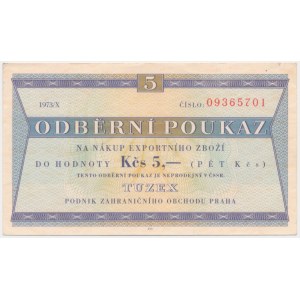 5
1973/X ČÍSLO: 09365701
ODBĚRNÍ POUKAZ
NA NÁKUP EXPORTNÍHO ZBOŽÍ
DO HODNOTY Kčs 5,— (PĚT Kčs)
TENTO ODBĚRNÍ POUKAZ JE NEPRODEJNÝ V ČSSR.
TUZEX
PODNIK ZAHRANIČNÍHO OBCHODU PRAHA